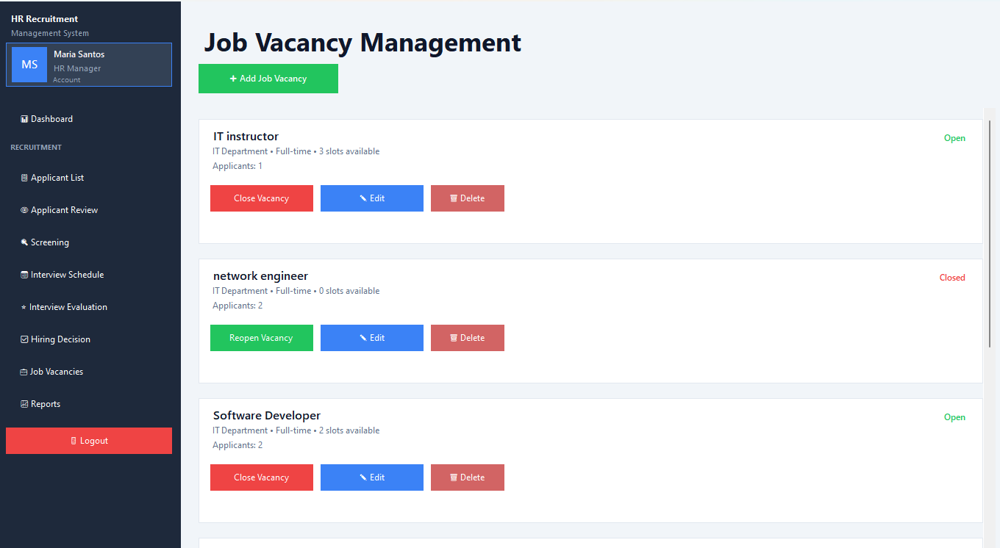 HR Recruitment
Management System
MS
Maria Santos
HR Manager
Account
Dashboard
RECRUITMENT
Applicant List
Applicant Review
Screening
Interview Schedule
Interview Evaluation
Hiring Decision
Job Vacancies
Reports
Logout
Job Vacancy Management
+ Add Job Vacancy
IT instructor
Open
IT Department • Full-time • 3 slots available
Applicants: 1
Close Vacancy
Edit
Delete
network engineer
Closed
IT Department • Full-time • 0 slots available
Applicants: 2
Reopen Vacancy
Edit
Delete
Software Developer
Open
IT Department • Full-time • 2 slots available
Applicants: 2
Close Vacancy
Edit
Delete